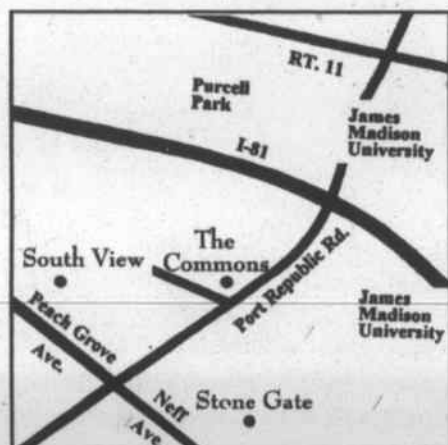 RT. 11
Purcell
Park
James
Madison
University
I-81
South View
The
Commons
Port Republic Rd.
James
Madison
University
Peach Grove
Ave.
Neff
Ave
Stone Gate